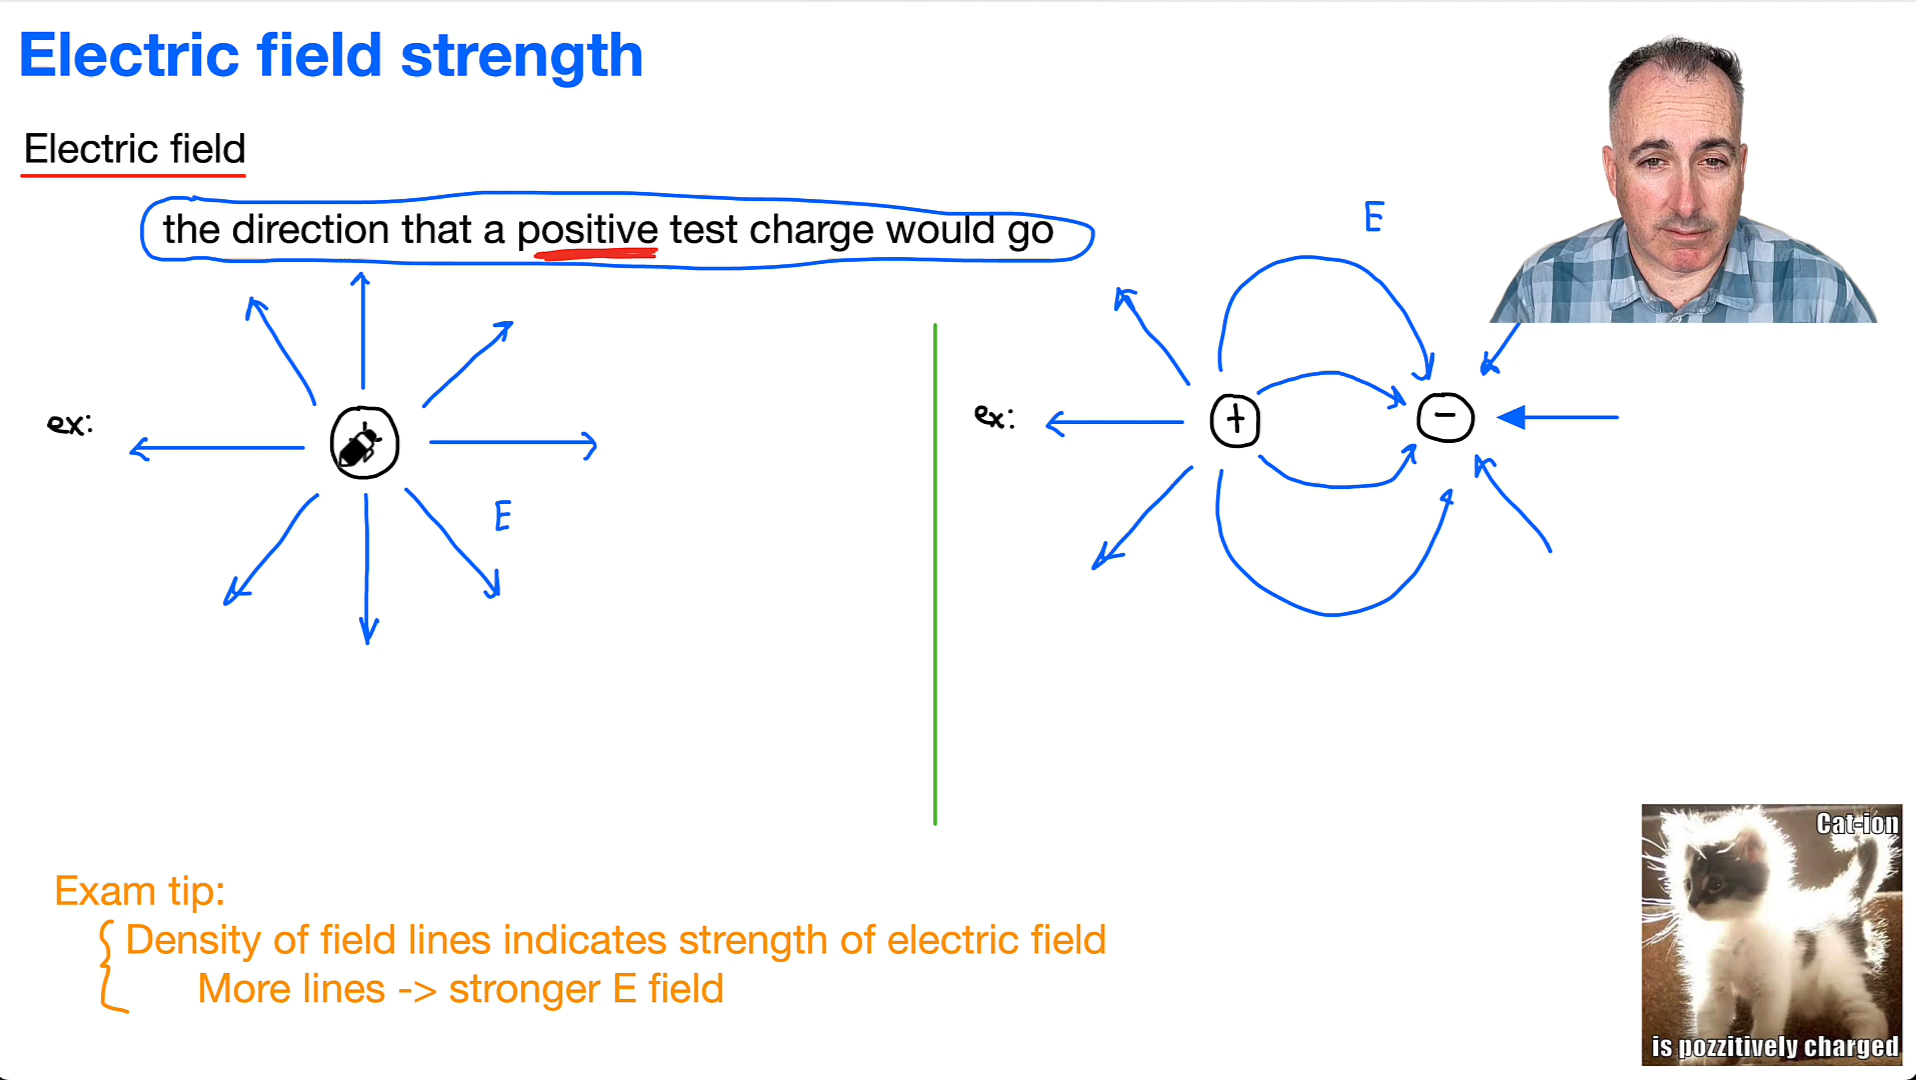 Electric field strength
Electric field
the direction that a positive test charge would go
E
ex:
E
ex:
+
-
Exam tip:
Density of field lines indicates strength of electric field
More lines -> stronger E field
Cat-ion
is pozzitively charged